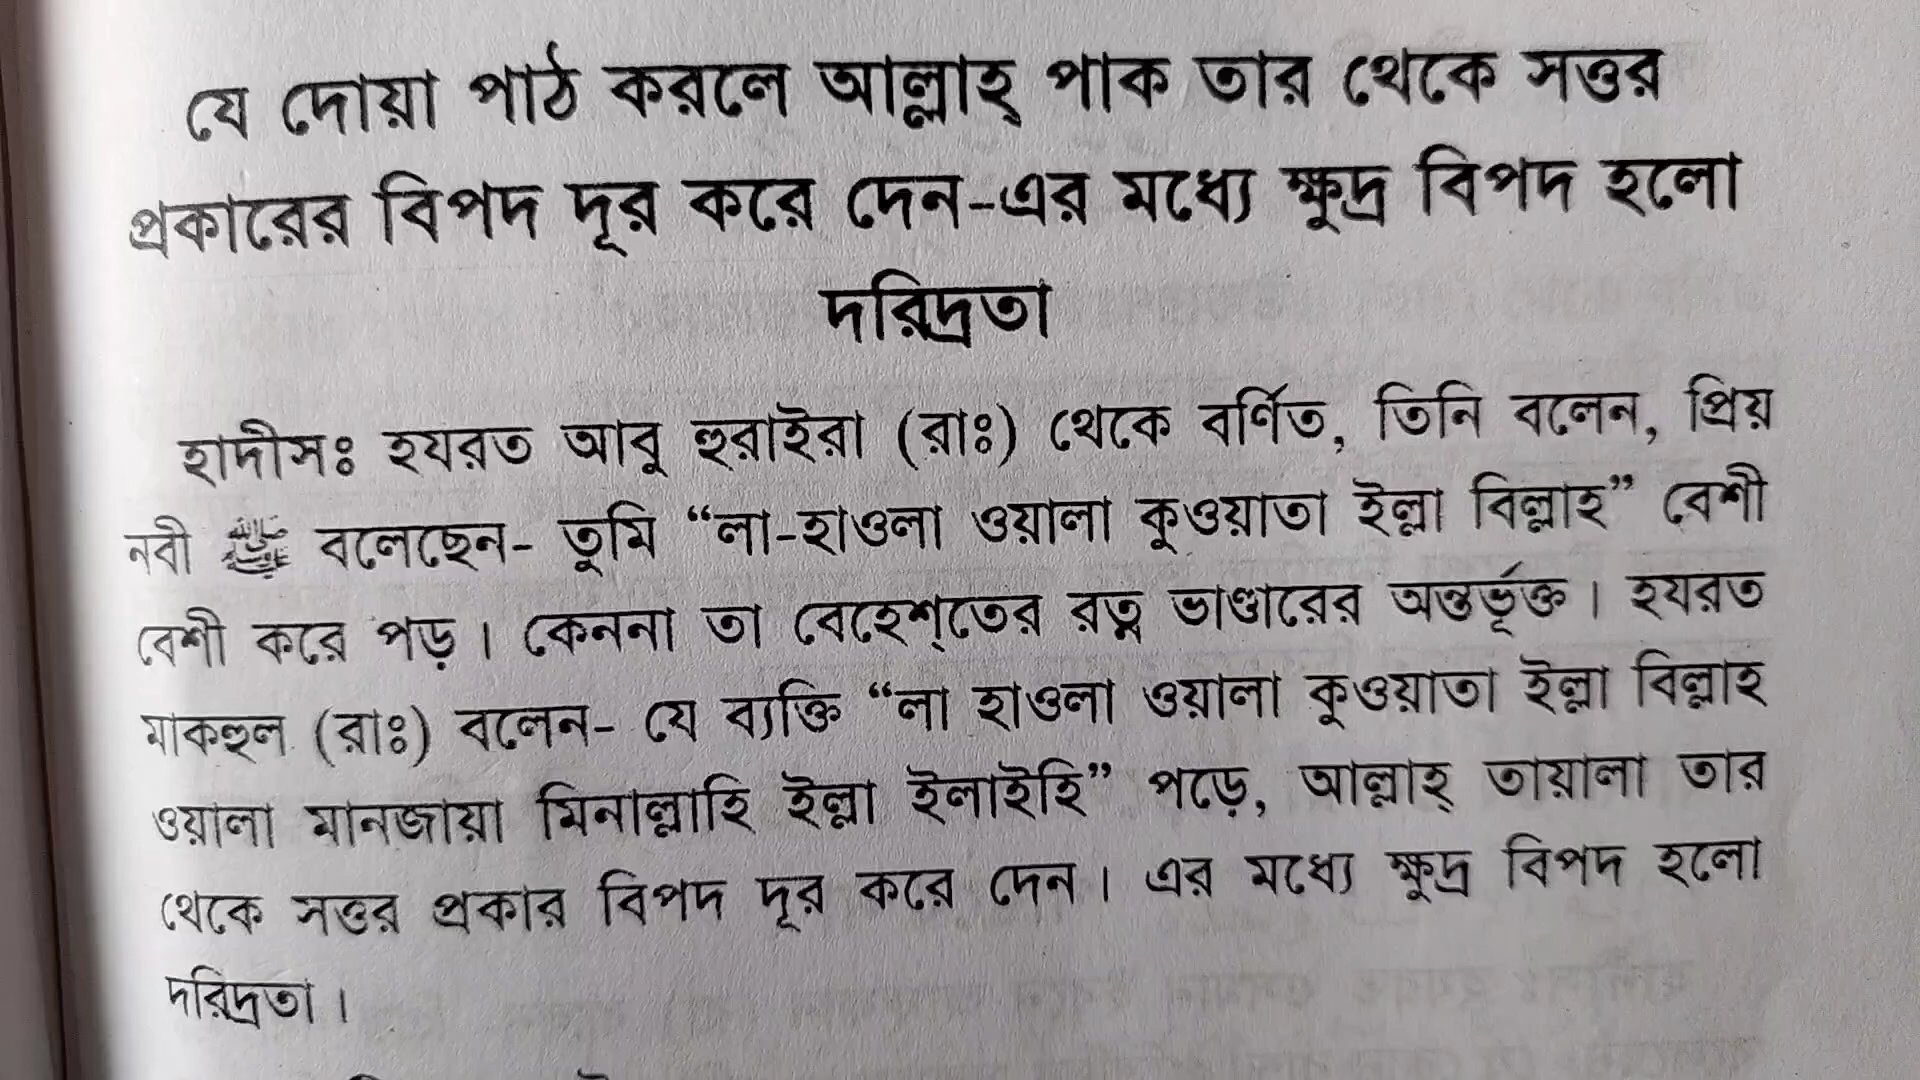 যে দোয়া পাঠ করলে আল্লাহ্ পাক তার থেকে সত্তর
প্রকারের বিপদ দূর করে দেন-এর মধ্যে ক্ষুদ্র বিপদ হলো
দরিদ্রতা
হাদীসঃ হযরত আবু হুরাইরা (রাঃ) থেকে বর্ণিত, তিনি বলেন, প্রিয়
নবী ﷺ বলেছেন- তুমি “লা-হাওলা ওয়ালা কুওয়াতা ইল্লা বিল্লাহ” বেশী
বেশী করে পড়। কেননা তা বেহেশ্‌তের রত্ন ভাণ্ডারের অন্তর্ভূক্ত। হযরত
মাকহুল (রাঃ) বলেন- যে ব্যক্তি “লা হাওলা ওয়ালা কুওয়াতা ইল্লা বিল্লাহ
ওয়ালা মানজায়া মিনাল্লাহি ইল্লা ইলাইহি” পড়ে, আল্লাহ্ তায়ালা তার
থেকে সত্তর প্রকার বিপদ দূর করে দেন। এর মধ্যে ক্ষুদ্র বিপদ হলো
দরিদ্রতা।